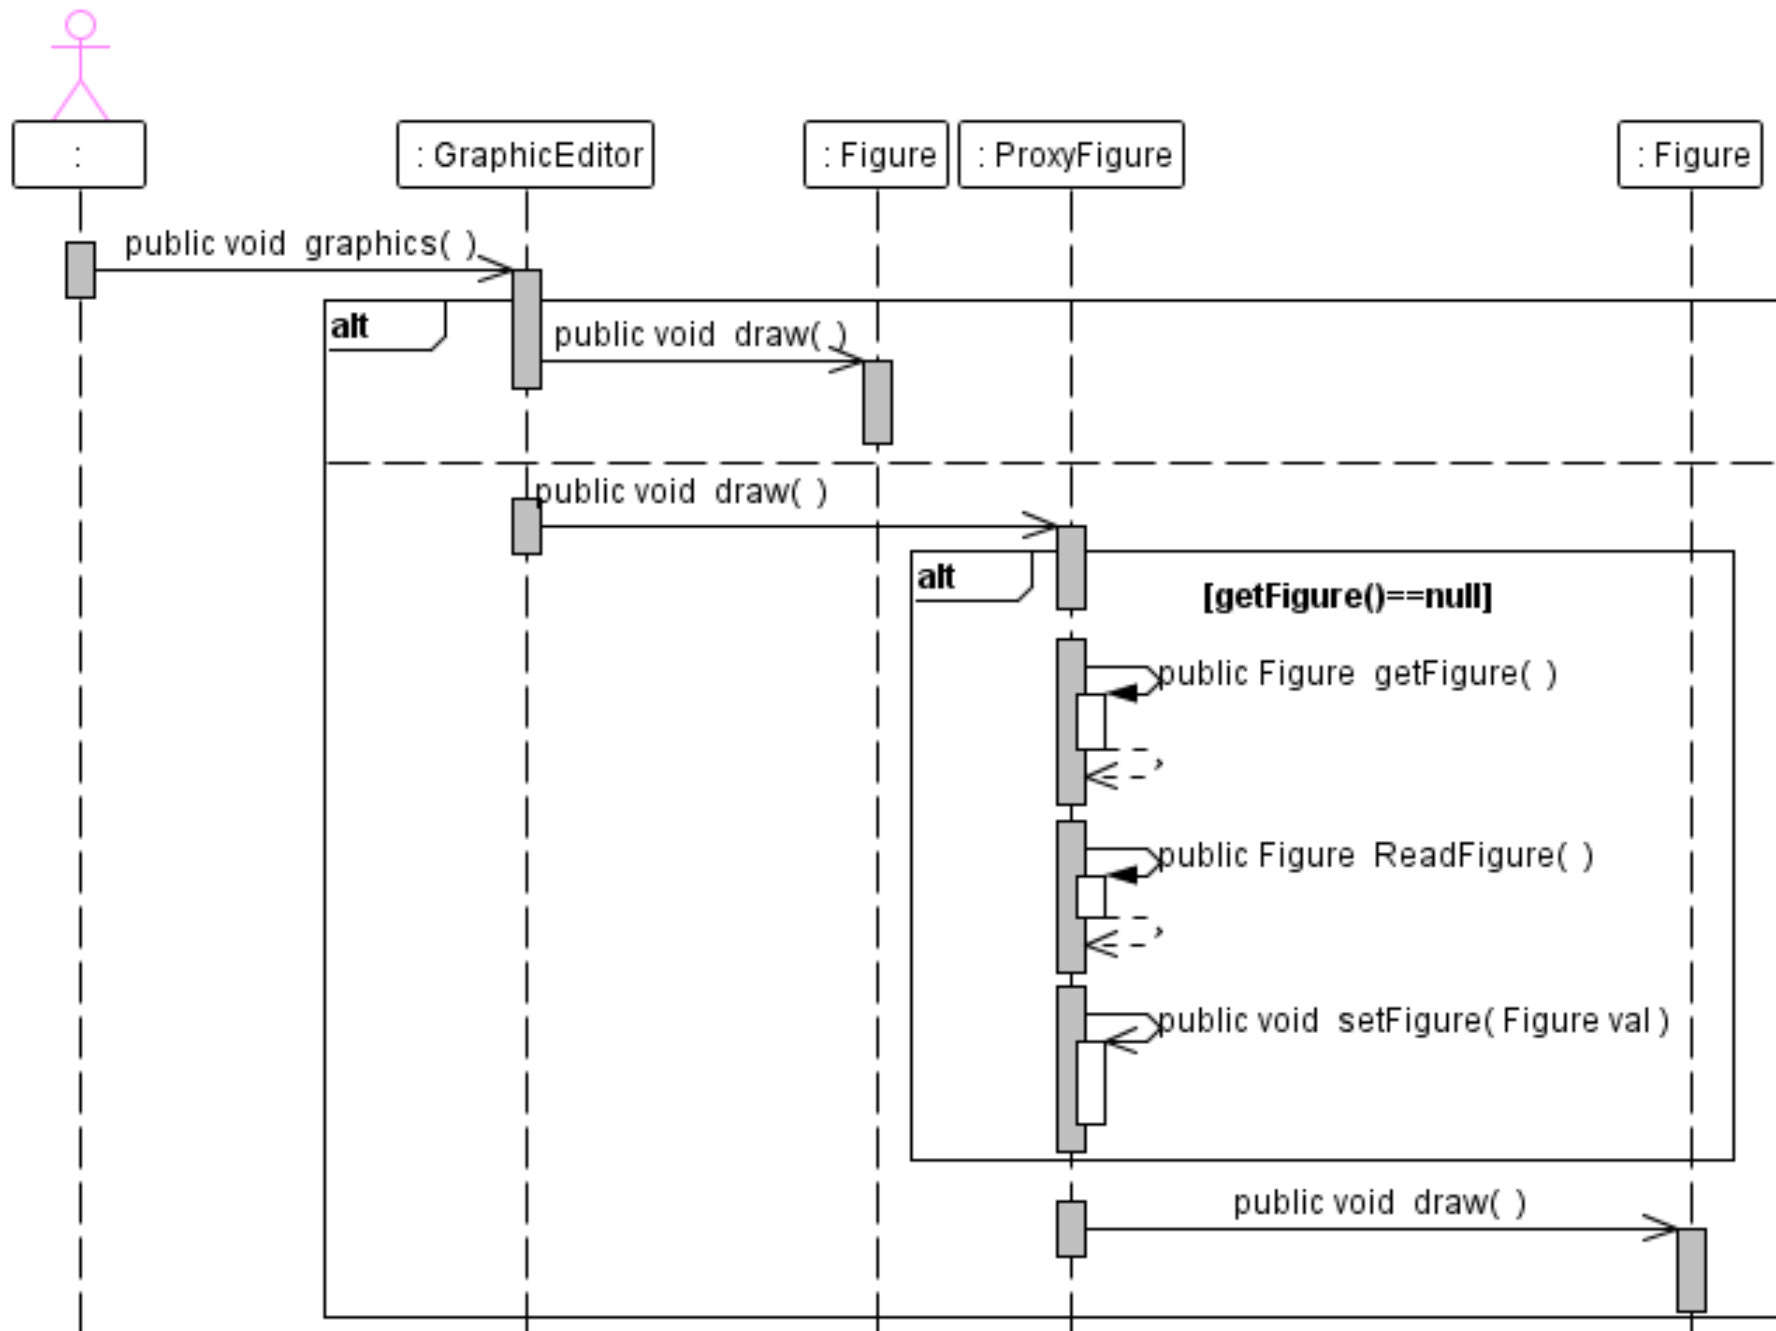 :
: GraphicEditor
: Figure
: ProxyFigure
: Figure
public void graphics( )
alt
public void draw( )
public void draw( )
alt
[getFigure()==null]
public Figure getFigure( )
public Figure ReadFigure( )
public void setFigure( Figure val )
public void draw( )